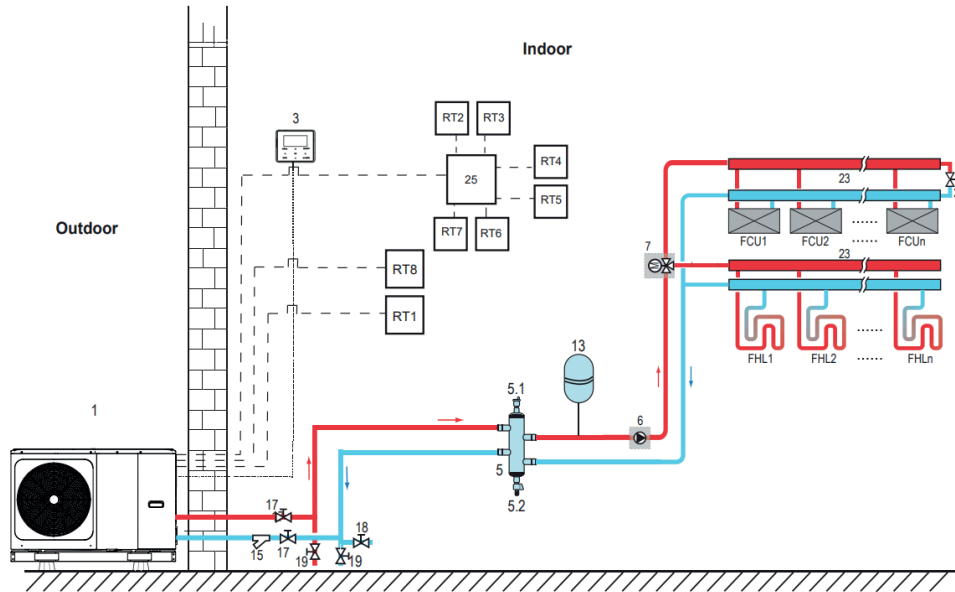 Indoor
RT2
RT3
3
RT4
25
23
RT5
Outdoor
RT7
RT6
FCU1
FCU2
......
FCUn
7
23
RT8
RT1
......
13
FHL1
FHL2
......
FHLn
5.1
1
6
5
17
5.2
18
15
17
19
19